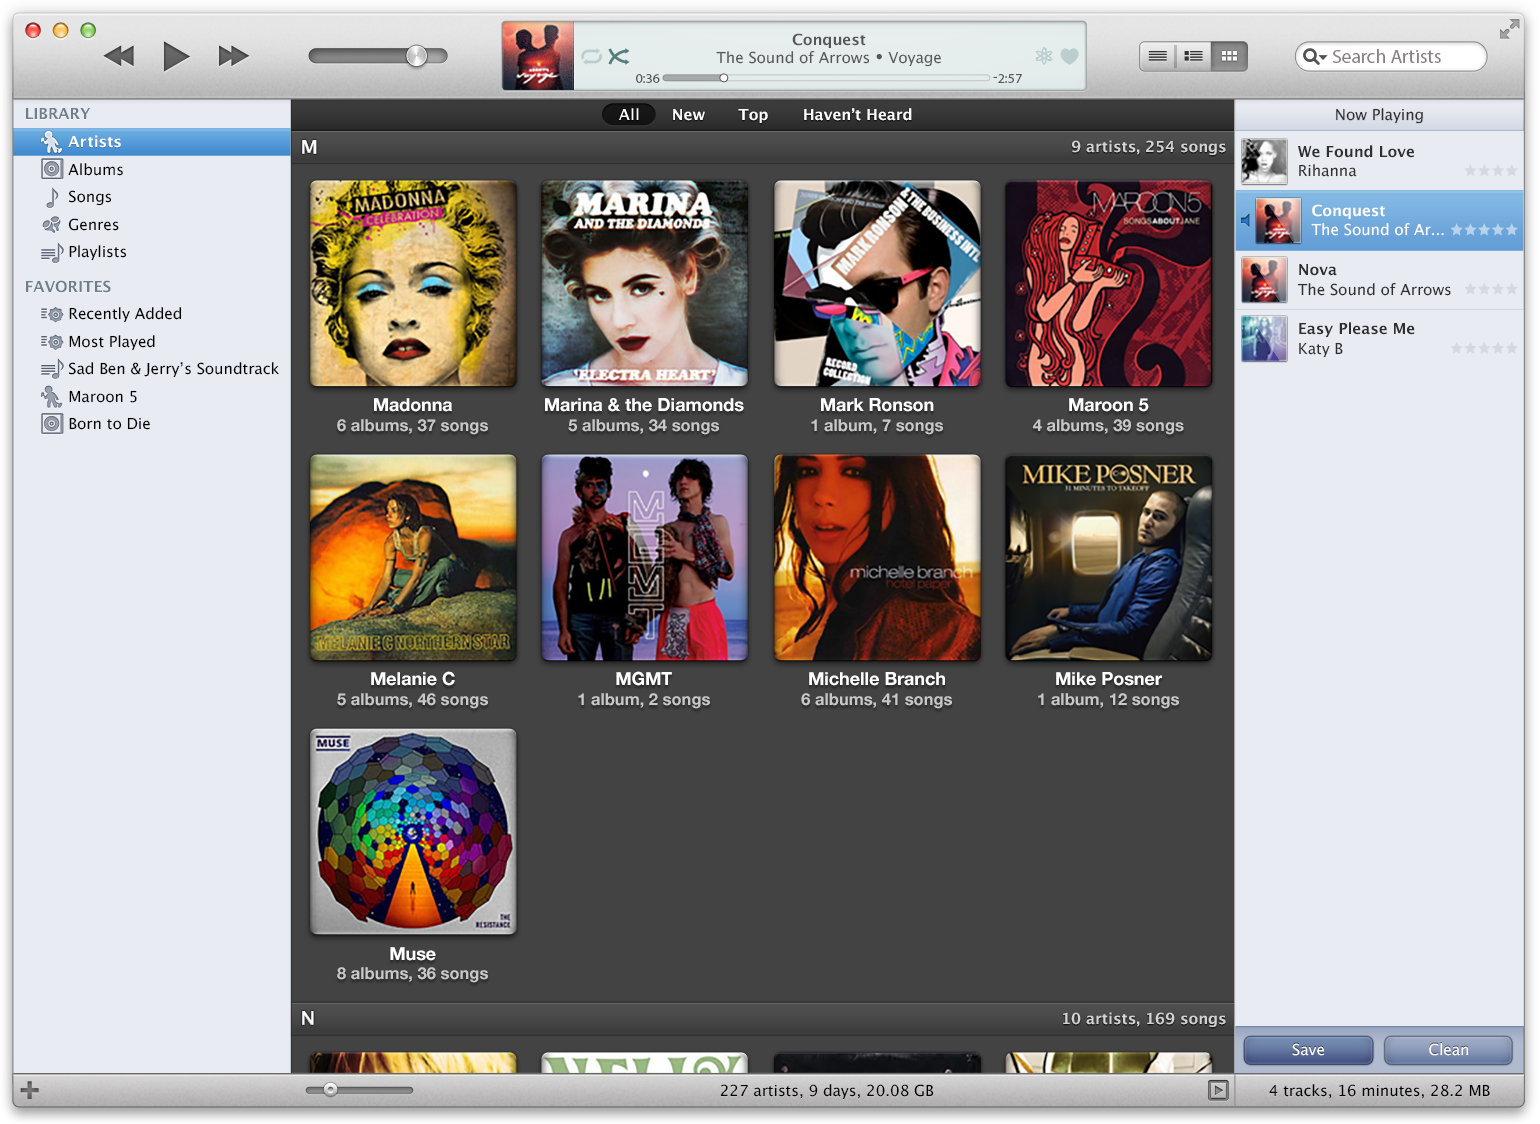 Conquest
The Sound of Arrows • Voyage
0:36
-2:57
Search Artists
LIBRARY
Artists
Albums
Songs
Genres
Playlists
FAVORITES
Recently Added
Most Played
Sad Ben & Jerry's Soundtrack
Maroon 5
Born to Die
All New Top Haven't Heard
M
9 artists, 254 songs
MADONNA
CELEBRATION
MARINA
AND THE DIAMONDS
'ELECTRA HEART'
MARK RONSON
& THE BUSINESS INTL
RECORD
COLLECTION
MAROON5
SONGSABOUTJANE
Madonna
6 albums, 37 songs
Marina & the Diamonds
5 albums, 34 songs
Mark Ronson
1 album, 7 songs
Maroon 5
4 albums, 39 songs
MELANIE C NORTHERN STAR
MGMT
michelle branch
hotel paper
MIKE POSNER
31 MINUTES TO TAKEOFF
Melanie C
5 albums, 46 songs
MGMT
1 album, 2 songs
Michelle Branch
6 albums, 41 songs
Mike Posner
1 album, 12 songs
MUSE
THE
RESISTANCE
Muse
8 albums, 36 songs
N
10 artists, 169 songs
Now Playing
We Found Love
Rihanna
Conquest
The Sound of Ar...
Nova
The Sound of Arrows
Easy Please Me
Katy B
Save
Clean
227 artists, 9 days, 20.08 GB
4 tracks, 16 minutes, 28.2 MB